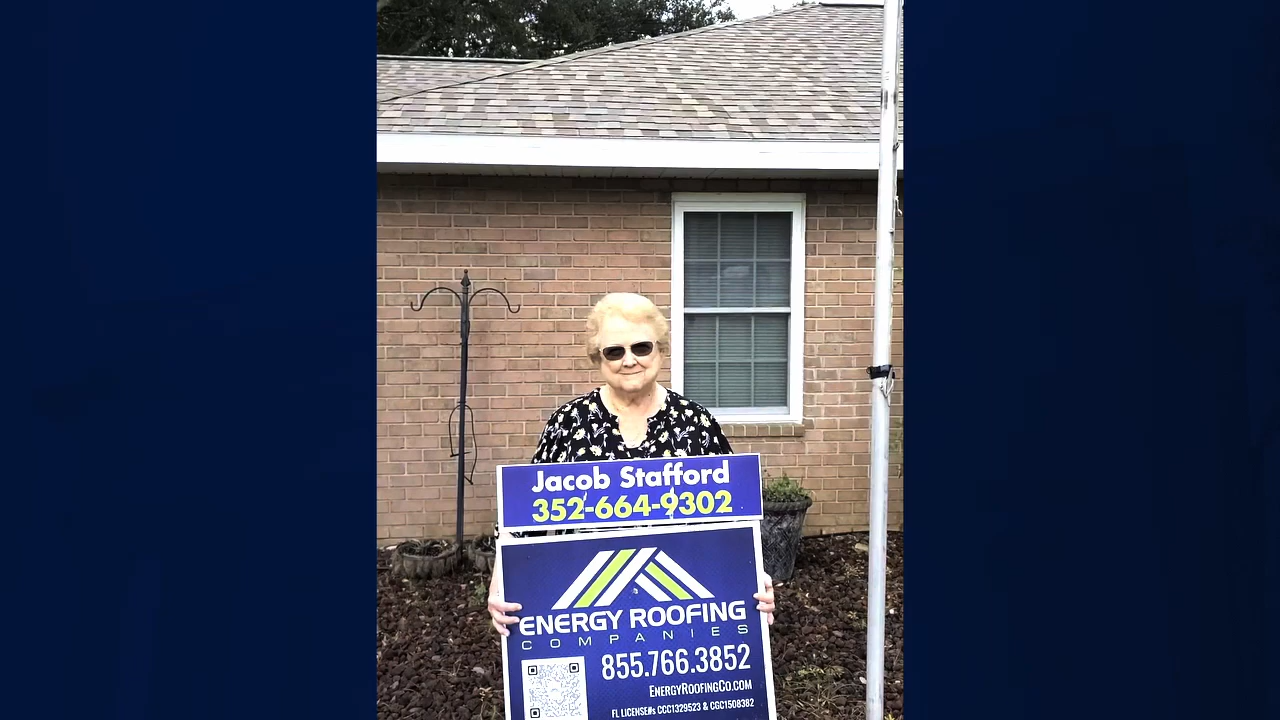 Jacob Stafford
352-664-9302
ENERGY ROOFING
COMPANIES
855.766.3852
ENERGYROOFINGCO.COM
FL LICENSE#s CCC1329523 & CGC1508382